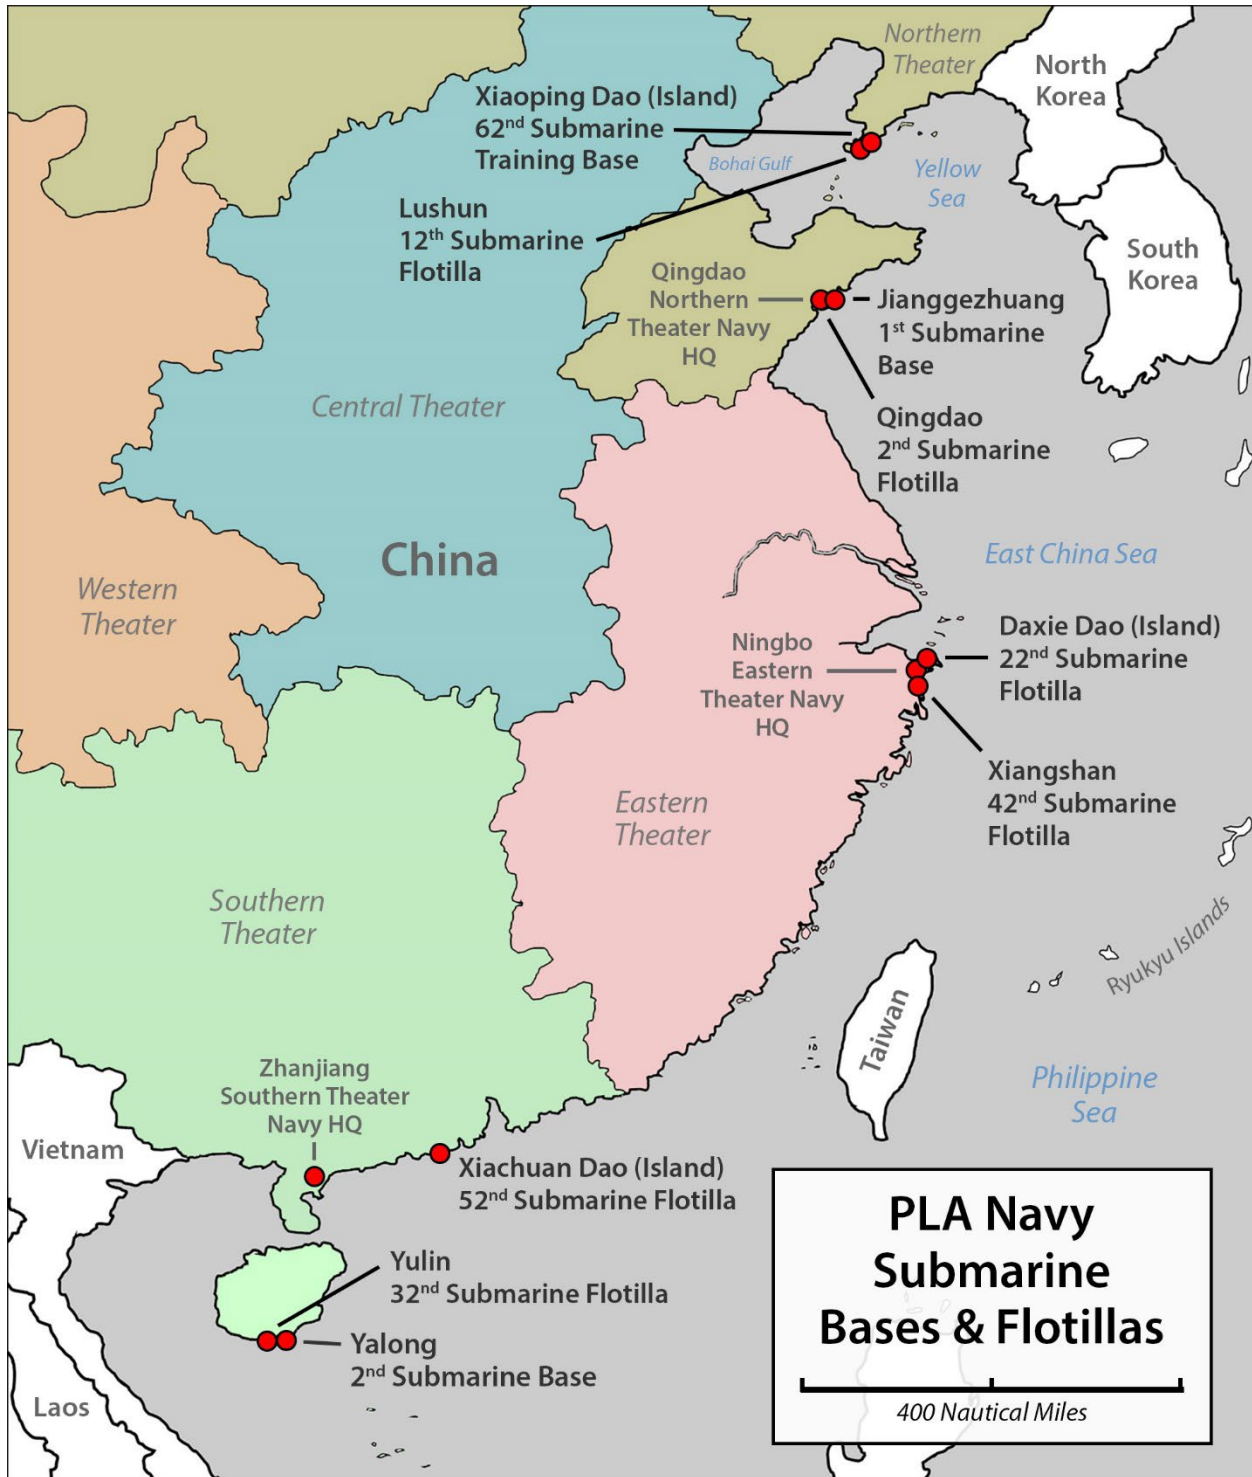 Northern
Theater
North
Korea
Xiaoping Dao (Island)
62nd Submarine
Training Base
Bohai Gulf
Yellow
Sea
Lushun
12th Submarine
Flotilla
South
Korea
Qingdao
Northern
Theater Navy
HQ
Jianggezhuang
1st Submarine
Base
Central Theater
Qingdao
2nd Submarine
Flotilla
China
East China Sea
Western
Theater
Ningbo
Eastern
Theater Navy
HQ
Daxie Dao (Island)
22nd Submarine
Flotilla
Xiangshan
42nd Submarine
Flotilla
Eastern
Theater
Southern
Theater
Ryukyu Islands
Taiwan
Philippine
Sea
Zhanjiang
Southern Theater
Navy HQ
Vietnam
Xiachuan Dao (Island)
52nd Submarine Flotilla
Yulin
32nd Submarine Flotilla
Yalong
2nd Submarine Base
Laos
PLA Navy
Submarine
Bases & Flotillas
400 Nautical Miles